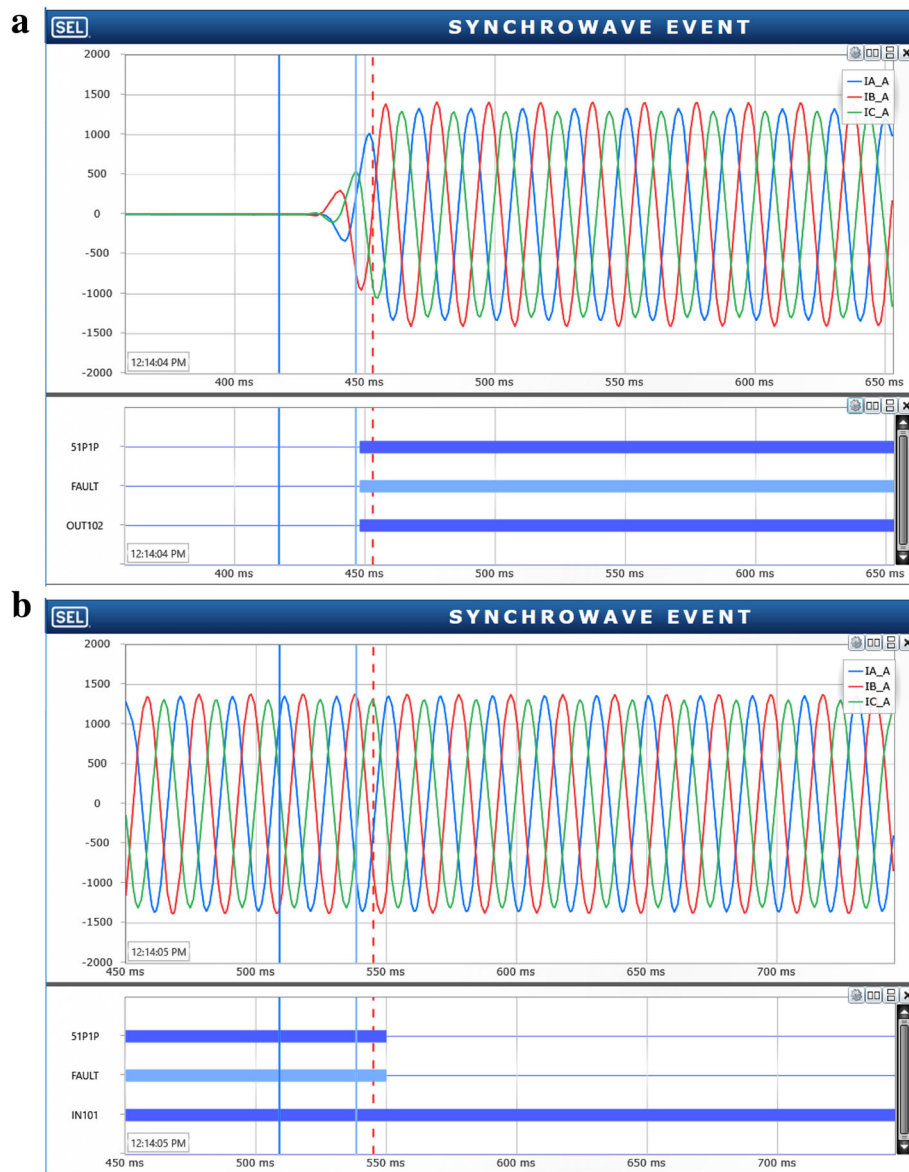 a
SEL SYNCHROWAVE EVENT
2000
1500
1000
500
0
-500
-1000
-1500
-2000
IA_A
IB_A
IC_A
12:14:04 PM
400 ms 450 ms 500 ms 550 ms 600 ms 650 ms
51P1P
FAULT
OUT102
12:14:04 PM
400 ms 450 ms 500 ms 550 ms 600 ms 650 ms
b
SEL SYNCHROWAVE EVENT
2000
1500
1000
500
0
-500
-1000
-1500
-2000
IA_A
IB_A
IC_A
12:14:05 PM
450 ms 500 ms 550 ms 600 ms 650 ms 700 ms
51P1P
FAULT
IN101
12:14:05 PM
450 ms 500 ms 550 ms 600 ms 650 ms 700 ms